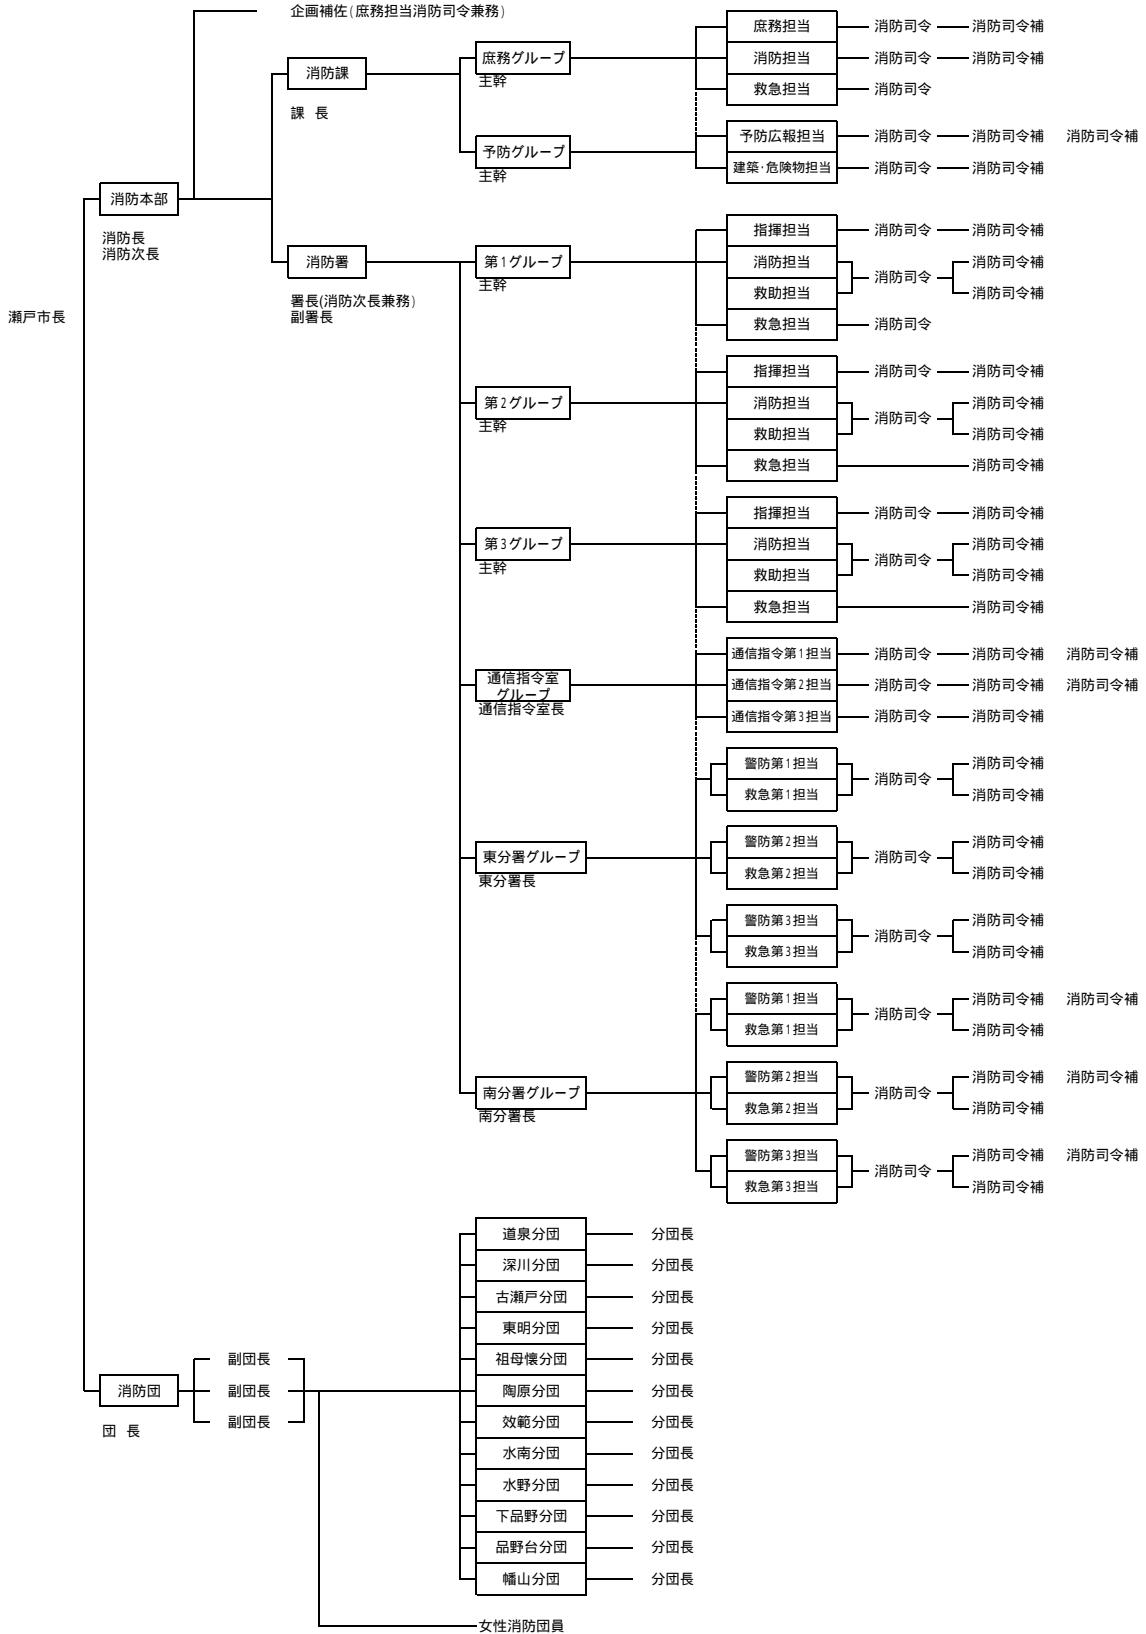 企画補佐(庶務担当消防司令兼務)
庶務担当 消防司令 消防司令補
消防課 庶務グループ 消防担当 消防司令 消防司令補
主幹
救急担当 消防司令
課 長
予防広報担当 消防司令 消防司令補 消防司令補
予防グループ
主幹 建築・危険物担当 消防司令 消防司令補
消防本部
消防長
消防次長
指揮担当 消防司令 消防司令補
消防署 第1グループ 消防担当 消防司令補
消防司令
主幹
救助担当 消防司令補
署長(消防次長兼務)
副署長
瀬戸市長
救急担当 消防司令
指揮担当 消防司令 消防司令補
第2グループ 消防担当 消防司令補
消防司令
主幹
救助担当 消防司令補
救急担当 消防司令補
指揮担当 消防司令 消防司令補
第3グループ 消防担当 消防司令補
消防司令
主幹
救助担当 消防司令補
救急担当 消防司令補
通信指令第1担当 消防司令 消防司令補 消防司令補
通信指令室
グループ
通信指令室長
通信指令第2担当 消防司令 消防司令補 消防司令補
通信指令第3担当 消防司令 消防司令補
警防第1担当 消防司令補
消防司令
救急第1担当 消防司令補
警防第2担当 消防司令補
東分署グループ 消防司令
東分署長
救急第2担当 消防司令補
警防第3担当 消防司令補
消防司令
救急第3担当 消防司令補
警防第1担当 消防司令補 消防司令補
消防司令
救急第1担当 消防司令補
警防第2担当 消防司令補 消防司令補
南分署グループ 消防司令
南分署長
救急第2担当 消防司令補
警防第3担当 消防司令補 消防司令補
消防司令
救急第3担当 消防司令補
道泉分団 分団長
深川分団 分団長
古瀬戸分団 分団長
東明分団 分団長
副団長 祖母懐分団 分団長
消防団 副団長 陶原分団 分団長
団 長
副団長 效範分団 分団長
水南分団 分団長
水野分団 分団長
下品野分団 分団長
品野台分団 分団長
幡山分団 分団長
女性消防団員